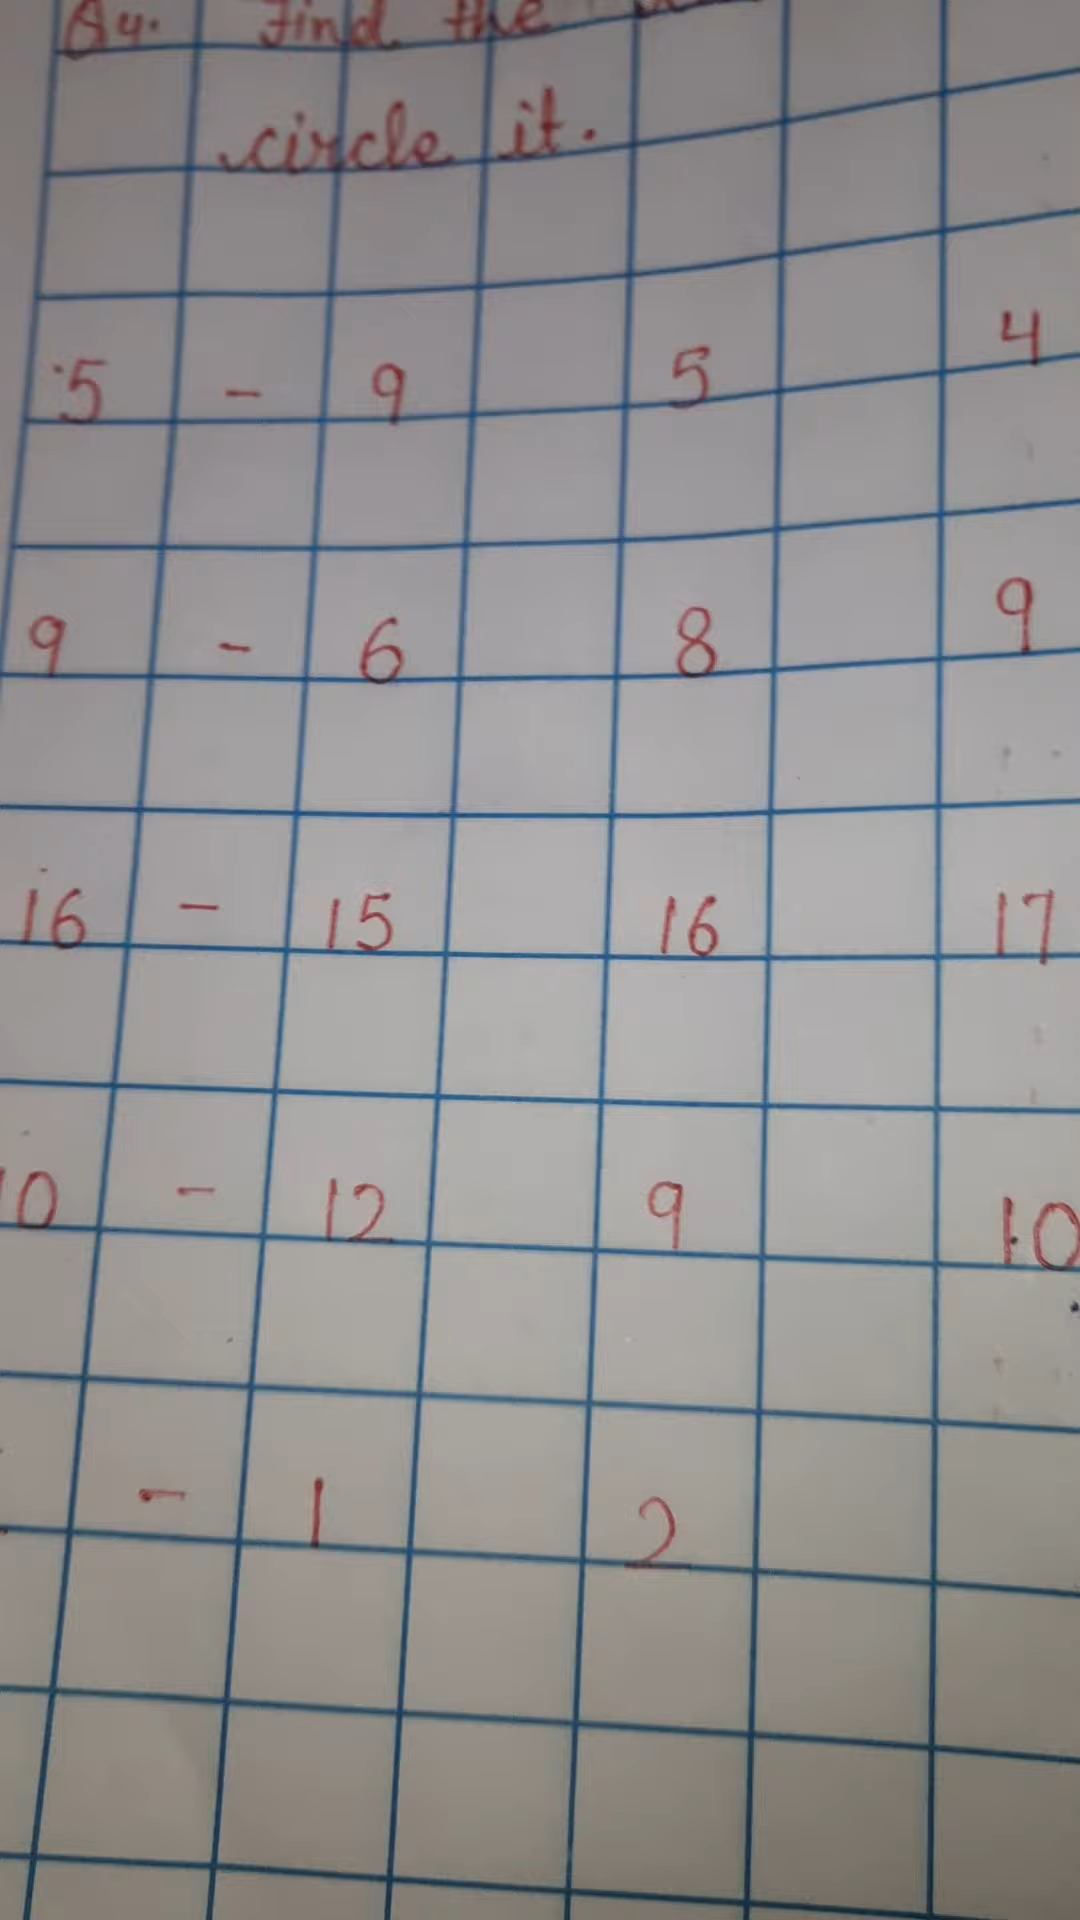 Q4. Find the
circle it.
5 - 9 5 4
9 - 6 8 9
16 - 15 16 17
10 - 12 9 10
- 1 2